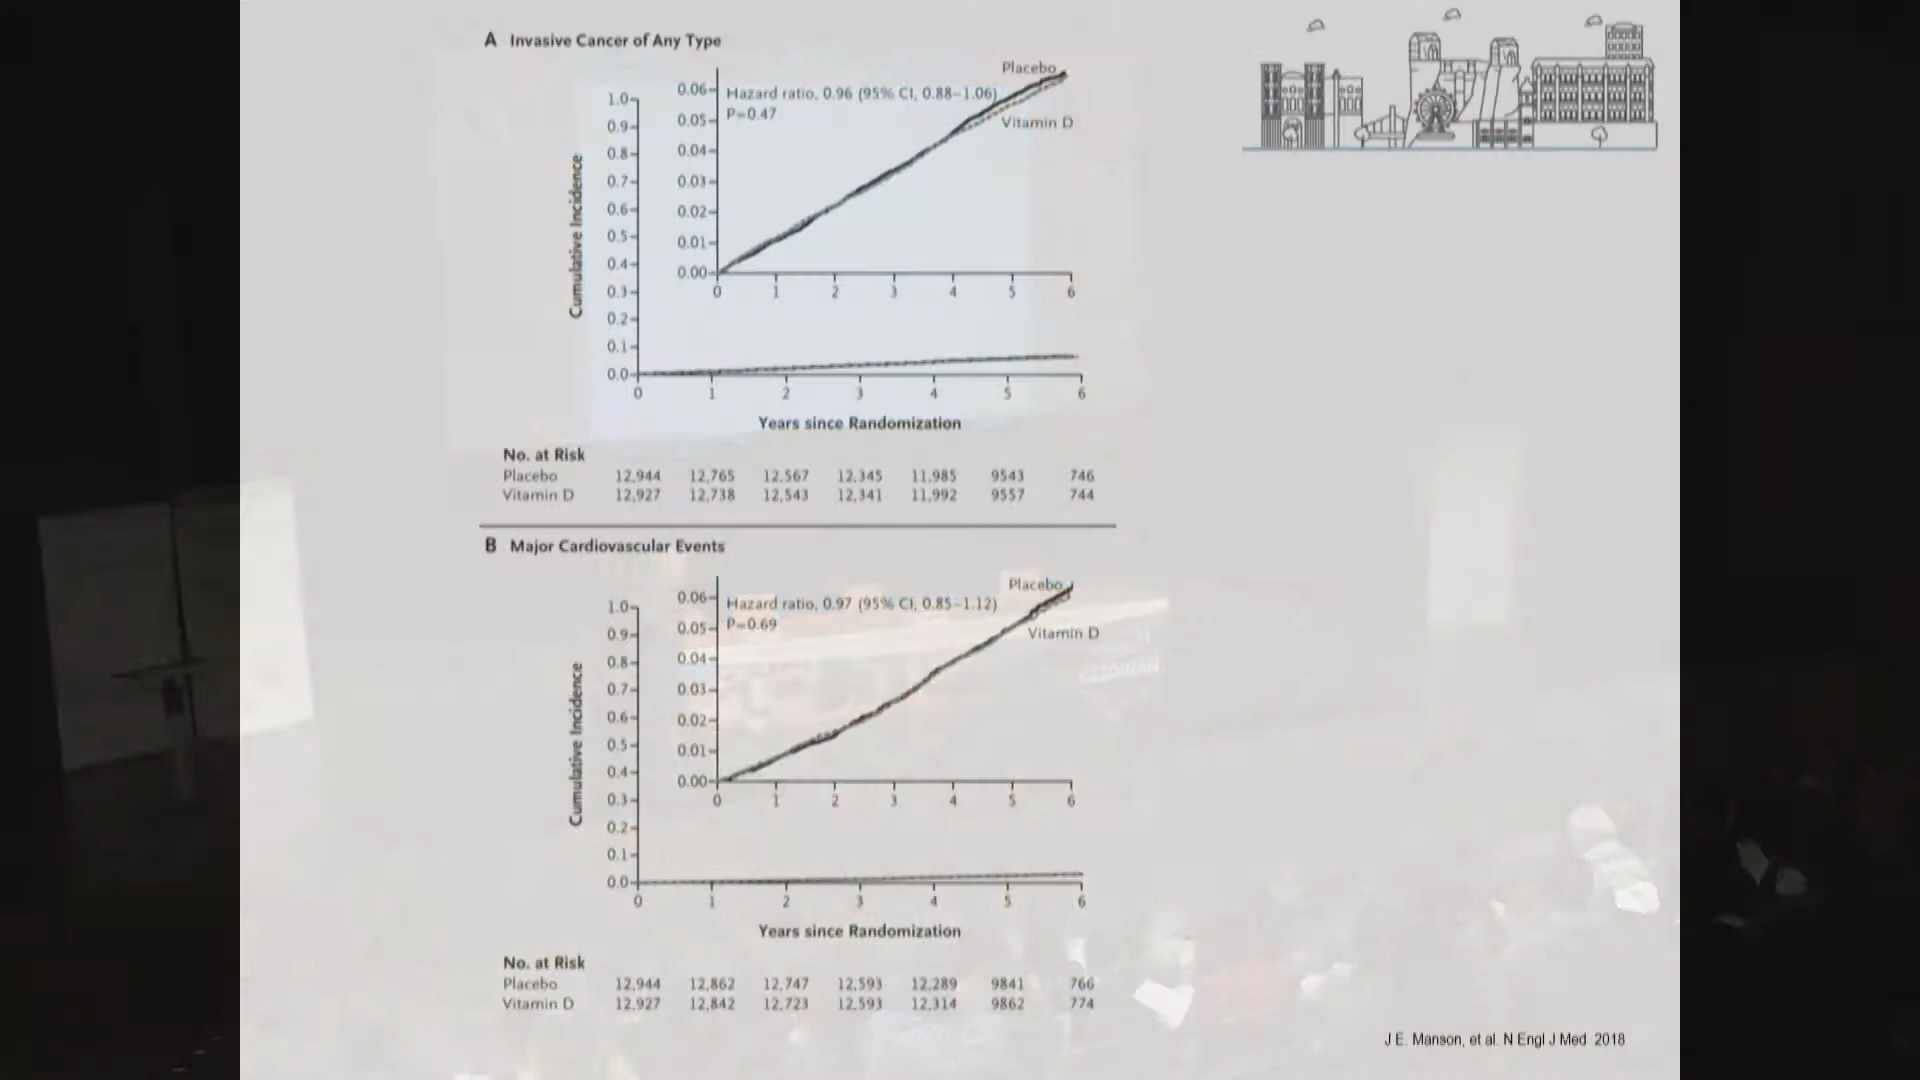 A Invasive Cancer of Any Type
Placebo
0.06
Hazard ratio, 0.96 (95% CI, 0.88–1.06)
P=0.47
Vitamin D
0.05
0.04
0.03
0.02
0.01
0.00
0 1 2 3 4 5 6
1.0
0.9
0.8
0.7
0.6
0.5
0.4
0.3
0.2
0.1
0.0
Cumulative Incidence
0 1 2 3 4 5 6
Years since Randomization
No. at Risk
Placebo 12,944 12,765 12,567 12,345 11,985 9543 746
Vitamin D 12,927 12,738 12,543 12,341 11,992 9557 744
B Major Cardiovascular Events
Placebo
0.06
Hazard ratio, 0.97 (95% CI, 0.85–1.12)
P=0.69
Vitamin D
0.05
0.04
0.03
0.02
0.01
0.00
0 1 2 3 4 5 6
1.0
0.9
0.8
0.7
0.6
0.5
0.4
0.3
0.2
0.1
0.0
Cumulative Incidence
0 1 2 3 4 5 6
Years since Randomization
No. at Risk
Placebo 12,944 12,862 12,747 12,593 12,289 9841 766
Vitamin D 12,927 12,842 12,723 12,593 12,314 9862 774
J E. Manson, et al. N Engl J Med 2018